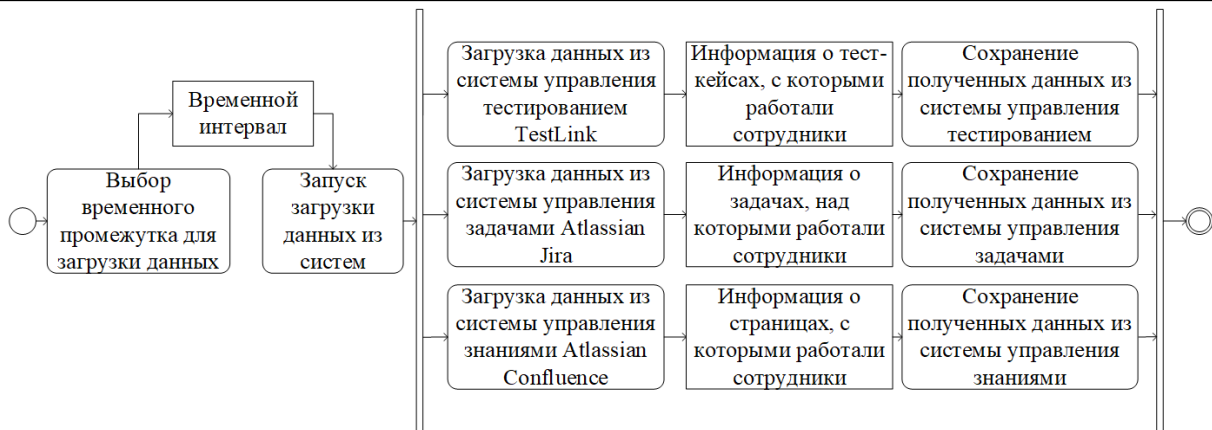 Временной
интервал
Выбор
временного
промежутка для
загрузки данных
Запуск
загрузки
данных из
систем
Загрузка данных из
системы управления
тестированием
TestLink
Информация о тест-
кейсах, с которыми
работали
сотрудники
Сохранение
полученных данных из
системы управления
тестированием
Загрузка данных из
системы управления
задачами Atlassian
Jira
Информация о
задачах, над
которыми работали
сотрудники
Сохранение
полученных данных из
системы управления
задачами
Загрузка данных из
системы управления
знаниями Atlassian
Confluence
Информация о
страницах, с
которыми работали
сотрудники
Сохранение
полученных данных из
системы управления
знаниями